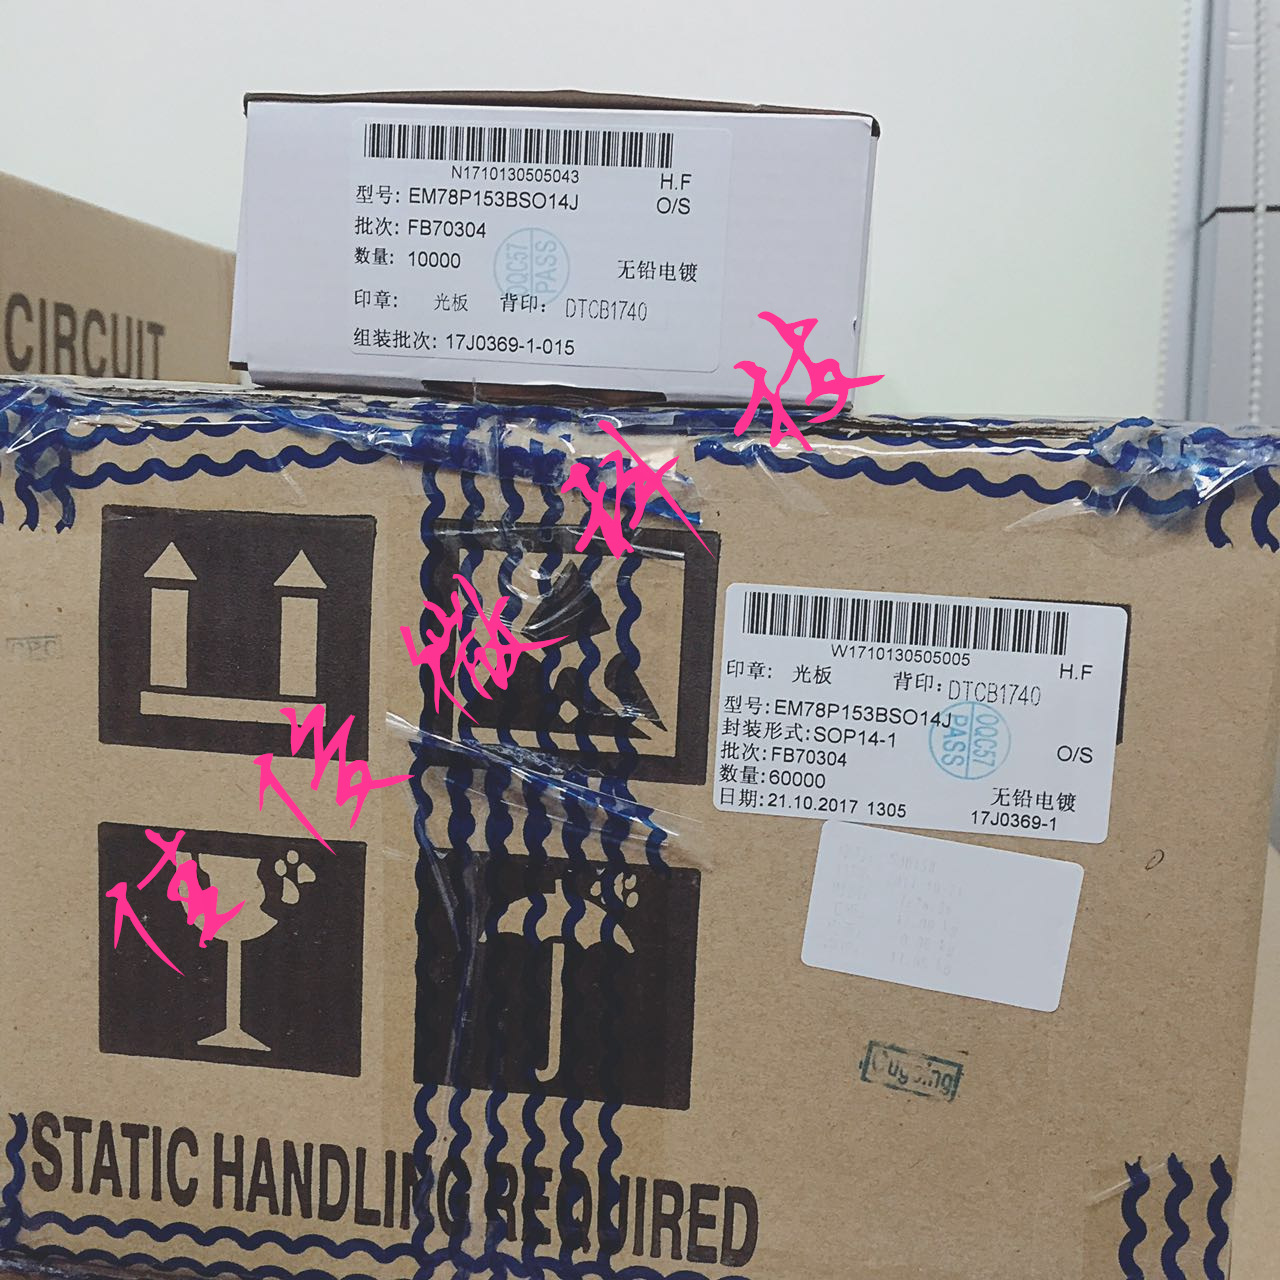 N1710130505043
H.F
型号: EM78P153BSO14J
O/S
批次: FB70304
数量: 10000
无铅电镀
OQC57
PASS
印章: 光板 背印: DTCB1740
组装批次: 17J0369-1-015
CIRCUIT
W1710130505005
H.F
印章: 光板 背印: DTCB1740
型号: EM78P153BSO14J
封装形式:SOP14-1
O/S
批次: FB70304
数量:60000
无铅电镀
日期:21.10.2017 1305
17J0369-1
OQC57
PASS
STATIC HANDLING REQUIRED